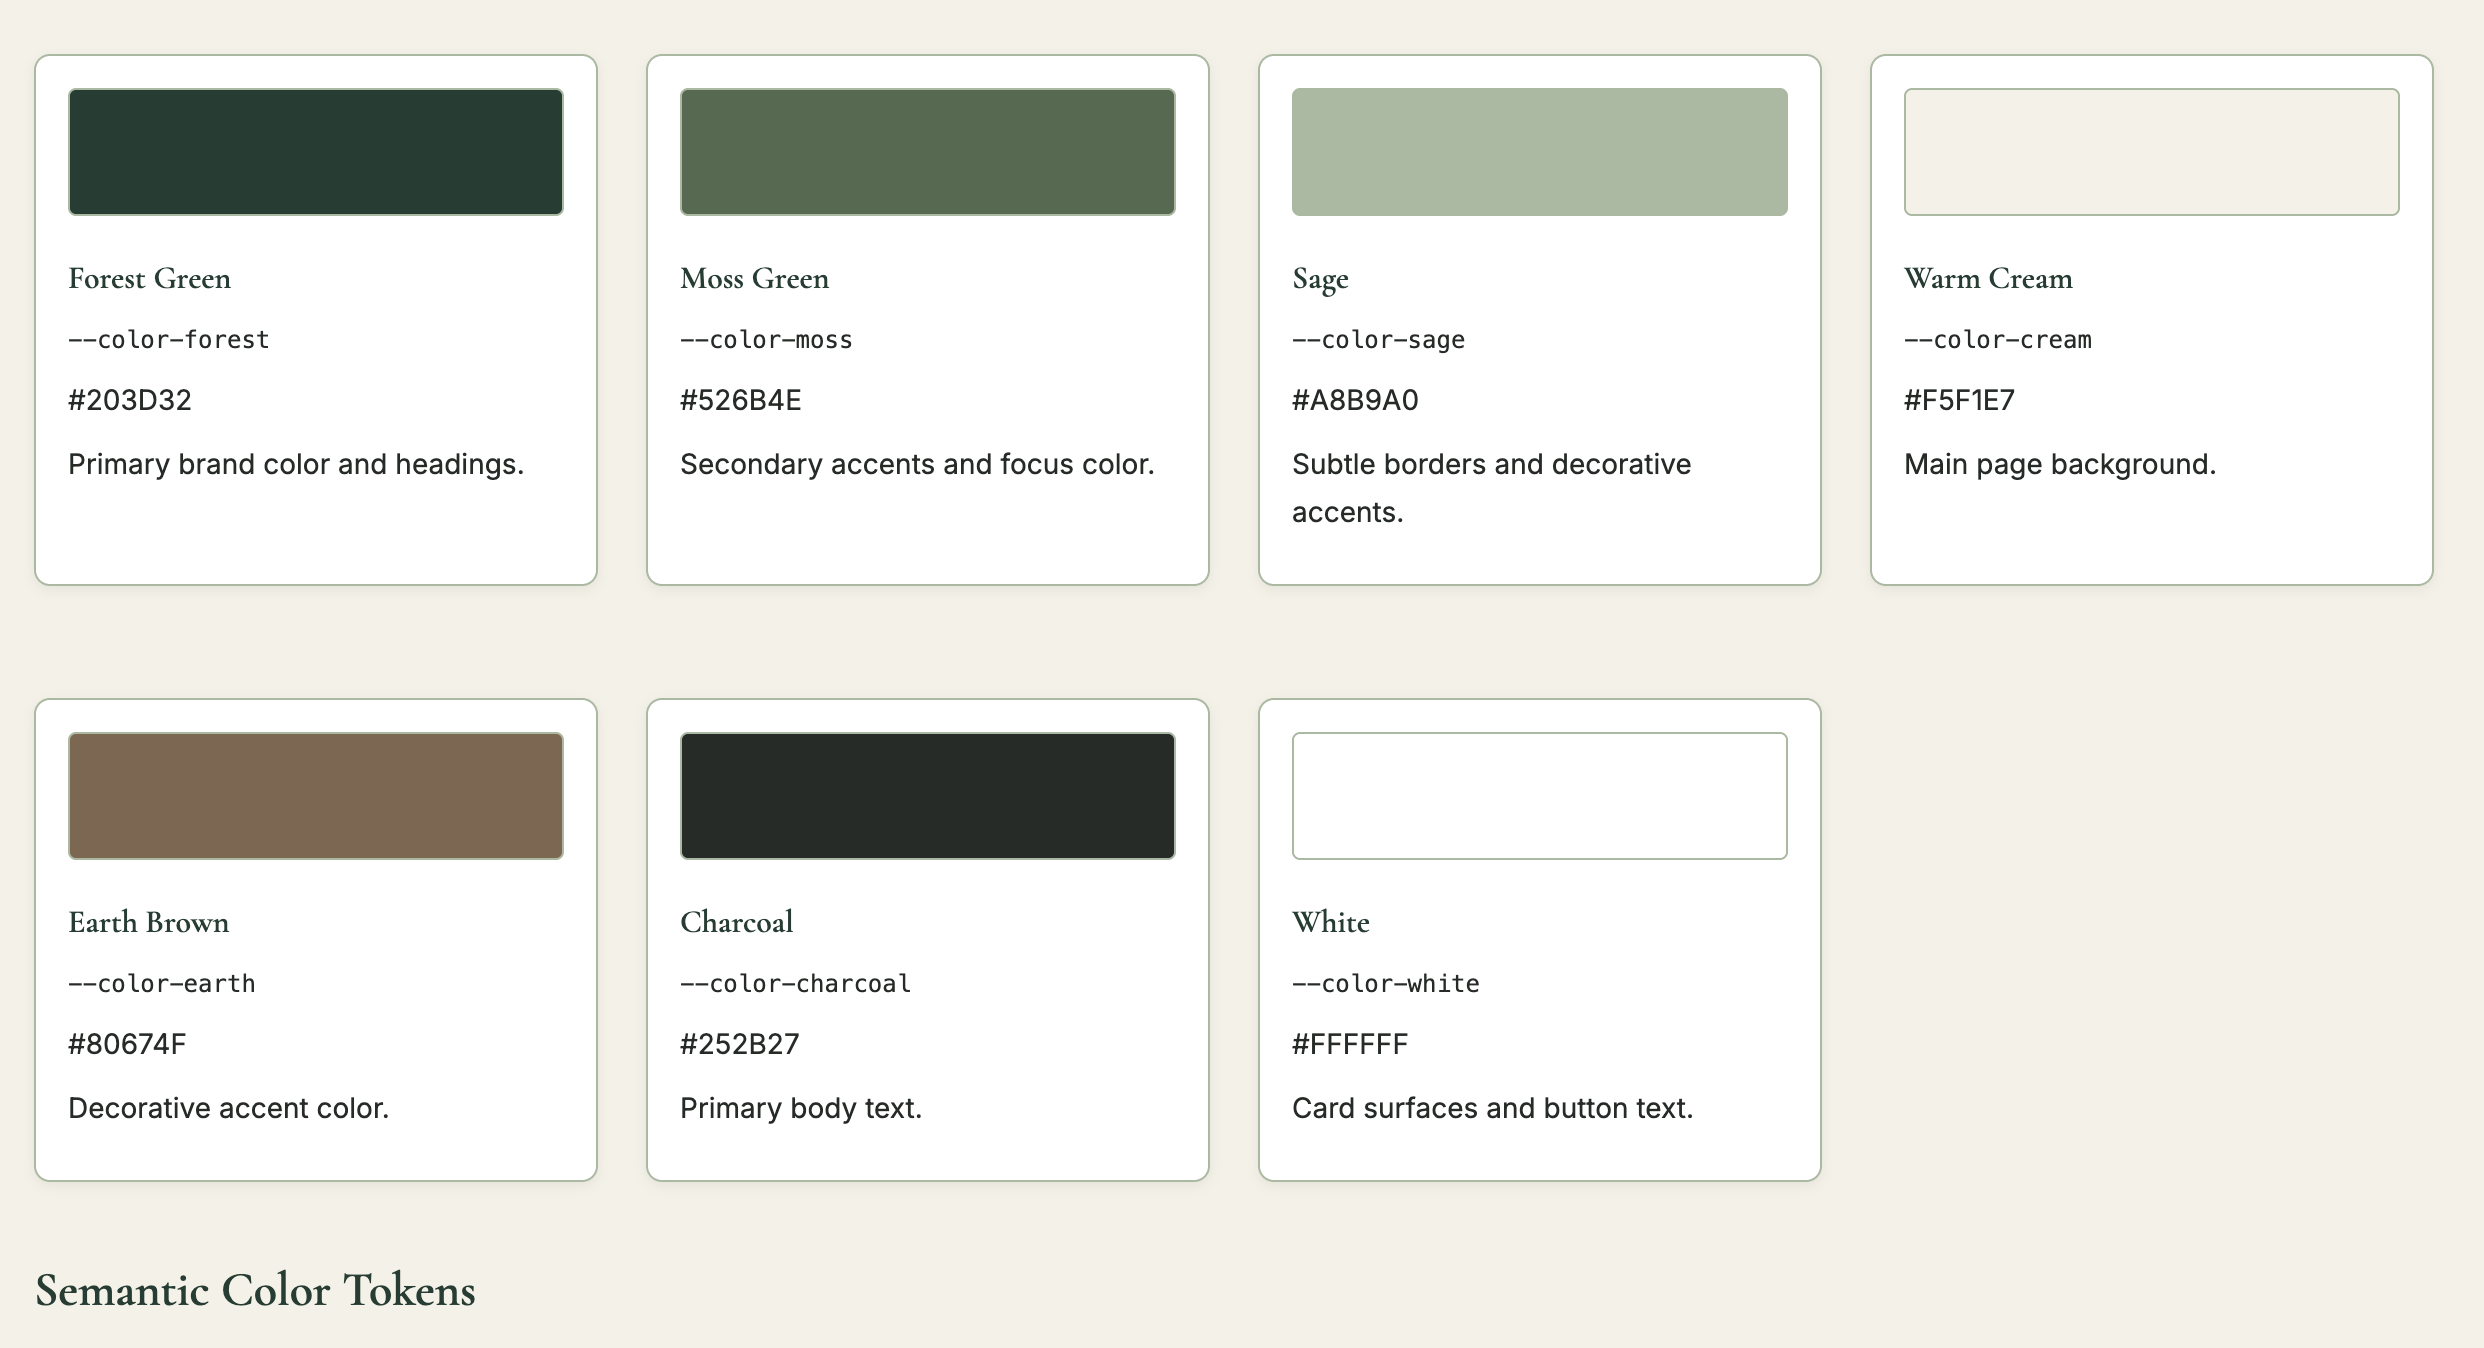 Forest Green
--color-forest
#203D32
Primary brand color and headings.
Moss Green
--color-moss
#526B4E
Secondary accents and focus color.
Sage
--color-sage
#A8B9A0
Subtle borders and decorative
accents.
Warm Cream
--color-cream
#F5F1E7
Main page background.
Earth Brown
--color-earth
#80674F
Decorative accent color.
Charcoal
--color-charcoal
#252B27
Primary body text.
White
--color-white
#FFFFFF
Card surfaces and button text.
Semantic Color Tokens